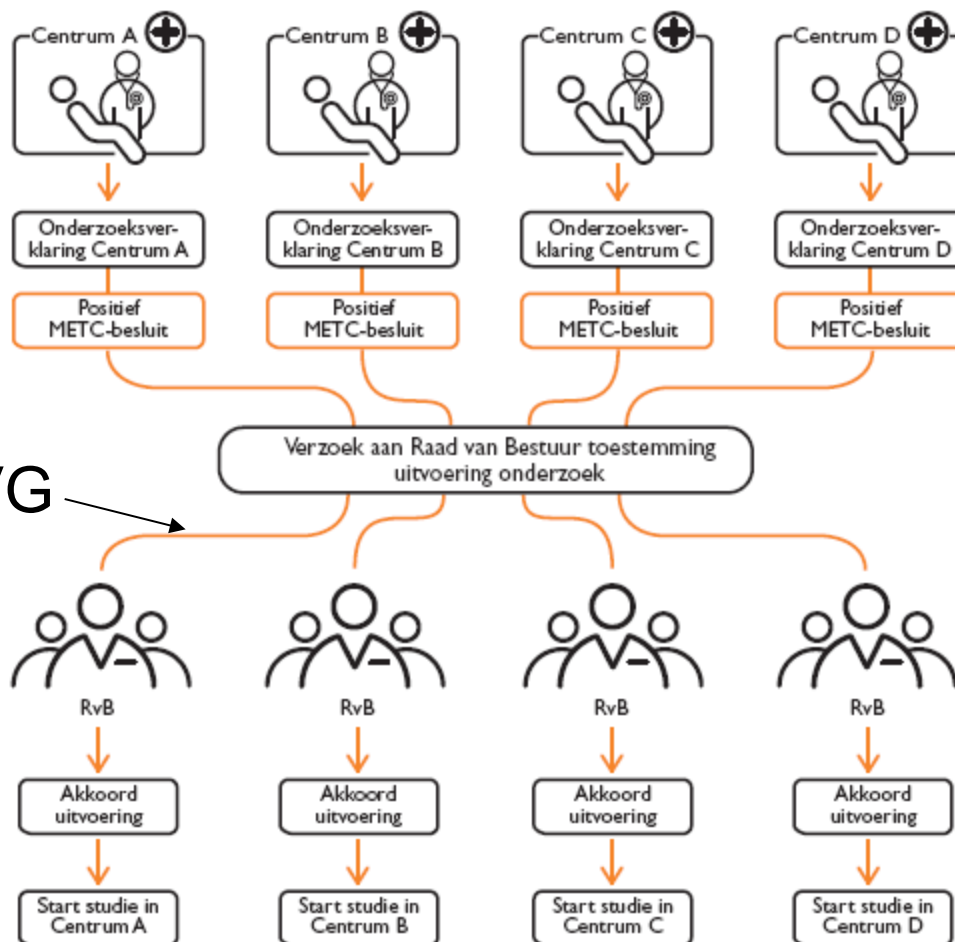 Centrum A
Centrum B
Centrum C
Centrum D
Onderzoeksver-
klaring Centrum A
Onderzoeksver-
klaring Centrum B
Onderzoeksver-
klaring Centrum C
Onderzoeksver-
klaring Centrum D
Positief
METC-besluit
Positief
METC-besluit
Positief
METC-besluit
Positief
METC-besluit
Verzoek aan Raad van Bestuur toestemming
uitvoering onderzoek
RvB
RvB
RvB
RvB
Akkoord
uitvoering
Akkoord
uitvoering
Akkoord
uitvoering
Akkoord
uitvoering
Start studie in
Centrum A
Start studie in
Centrum B
Start studie in
Centrum C
Start studie in
Centrum D